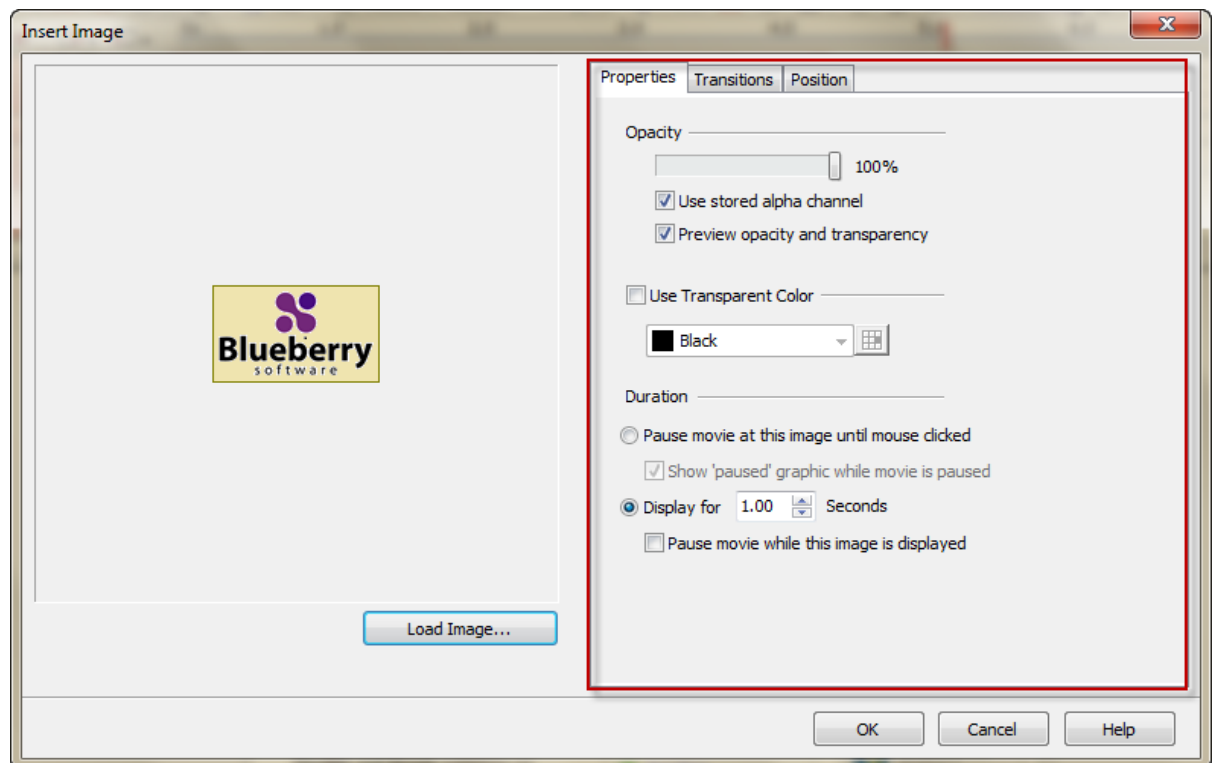 Insert Image
Blueberry
software
Load Image...
Properties Transitions Position
Opacity
100%
Use stored alpha channel
Preview opacity and transparency
Use Transparent Color
Black
Duration
Pause movie at this image until mouse clicked
Show 'paused' graphic while movie is paused
Display for 1.00 Seconds
Pause movie while this image is displayed
OK Cancel Help